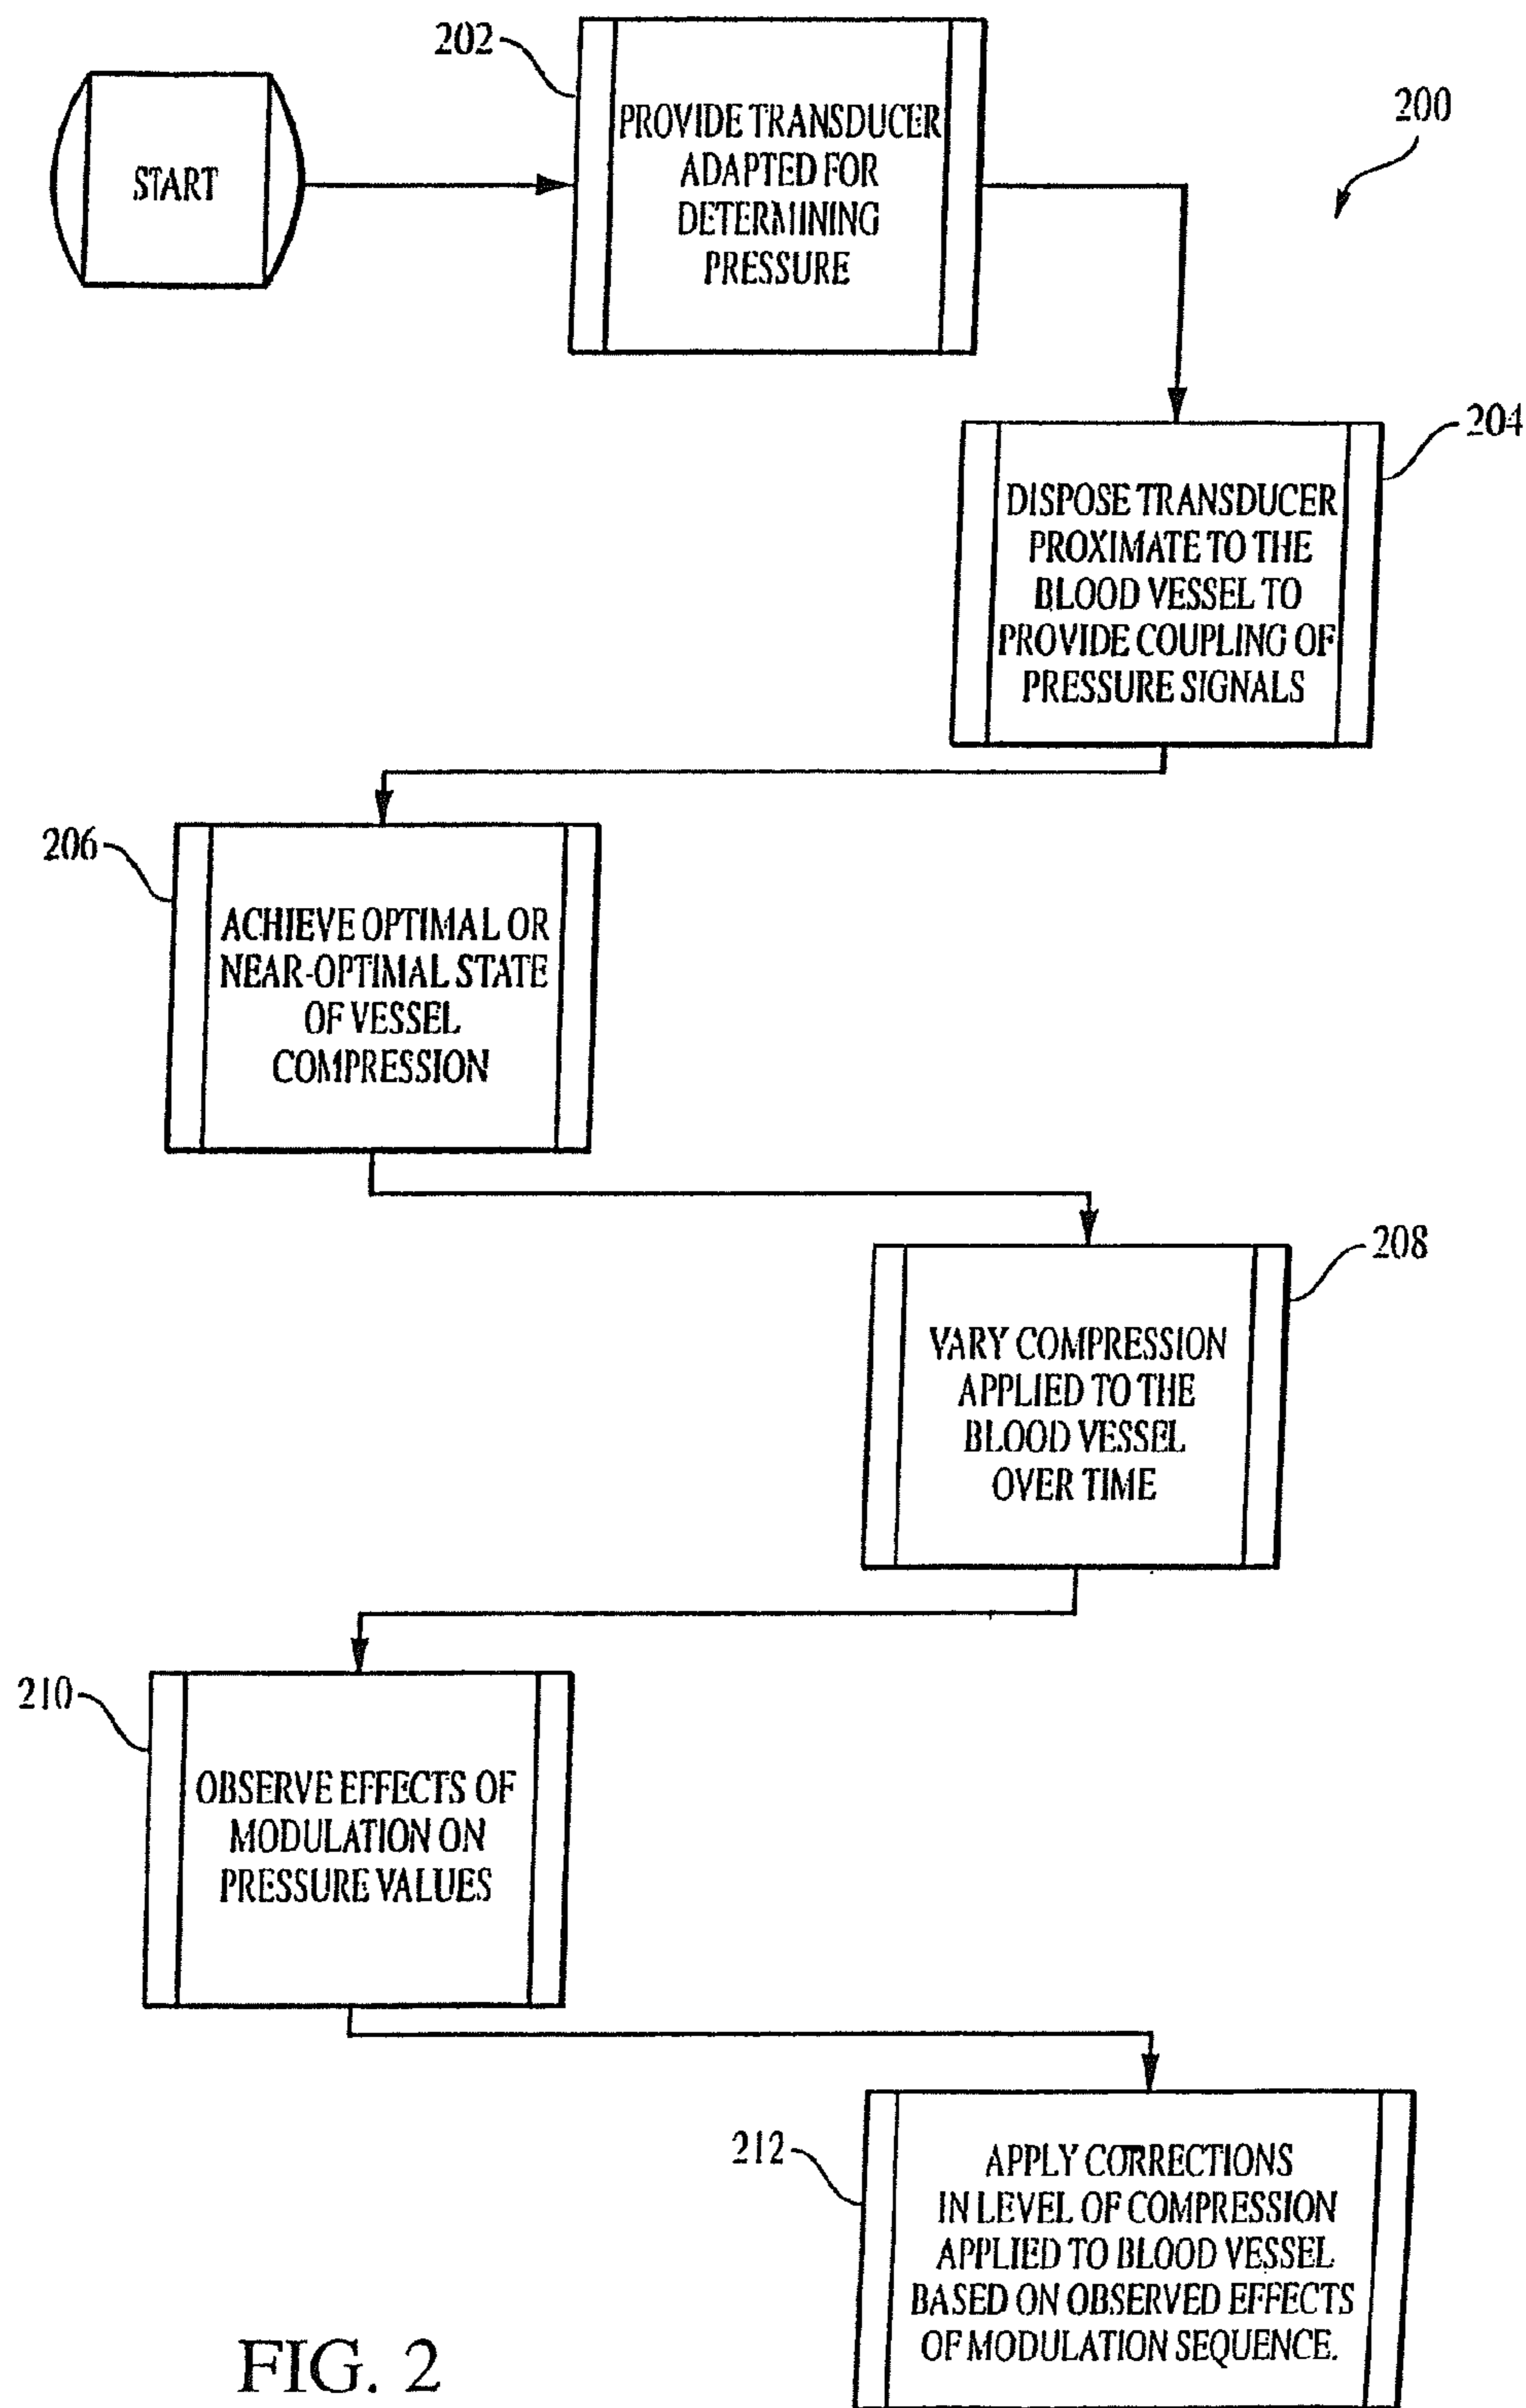 202
START
PROVIDE TRANSDUCER
ADAPTED FOR
DETERMINING
PRESSURE
200
204
DISPOSE TRANSDUCER
PROXIMATE TO THE
BLOOD VESSEL TO
PROVIDE COUPLING OF
PRESSURE SIGNALS
206
ACHIEVE OPTIMAL OR
NEAR-OPTIMAL STATE
OF VESSEL
COMPRESSION
208
VARY COMPRESSION
APPLIED TO THE
BLOOD VESSEL
OVER TIME
210
OBSERVE EFFECTS OF
MODULATION ON
PRESSURE VALUES
212
APPLY CORRECTIONS
IN LEVEL OF COMPRESSION
APPLIED TO BLOOD VESSEL
BASED ON OBSERVED EFFECTS
OF MODULATION SEQUENCE.
FIG. 2